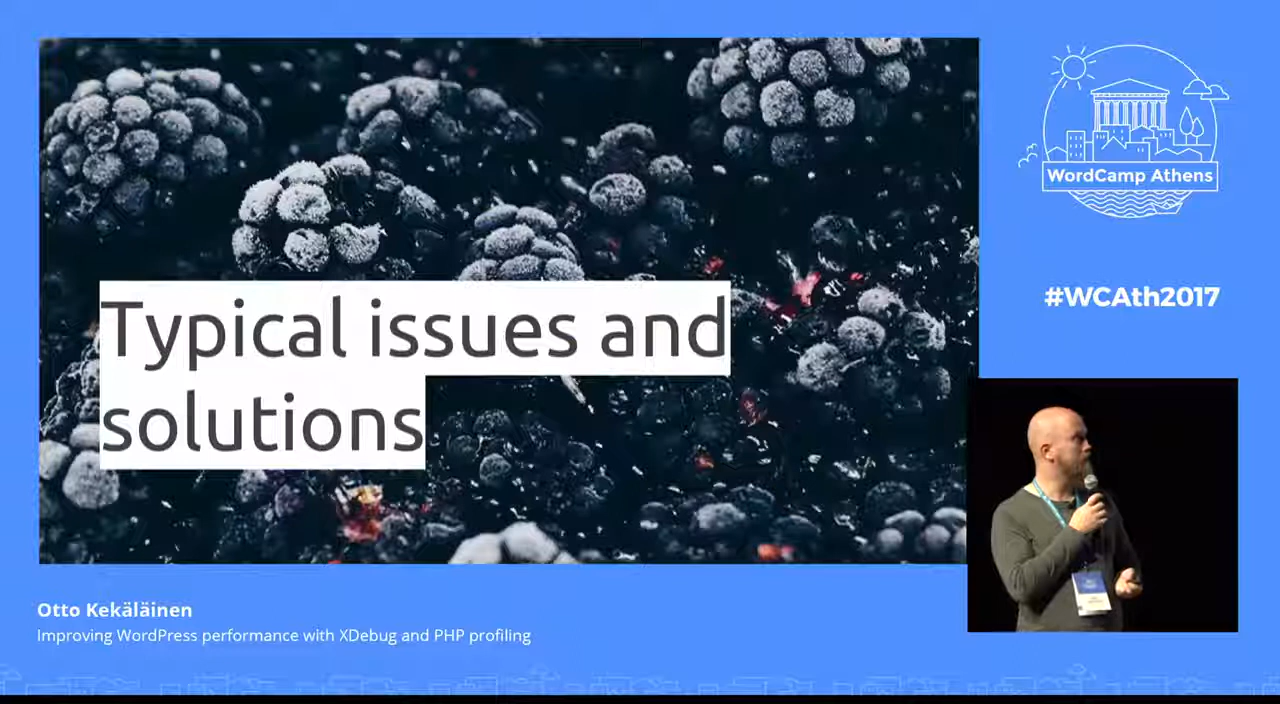 Typical issues and
solutions
WordCamp Athens
#WCAth2017
Otto Kekäläinen
Improving WordPress performance with XDebug and PHP profiling